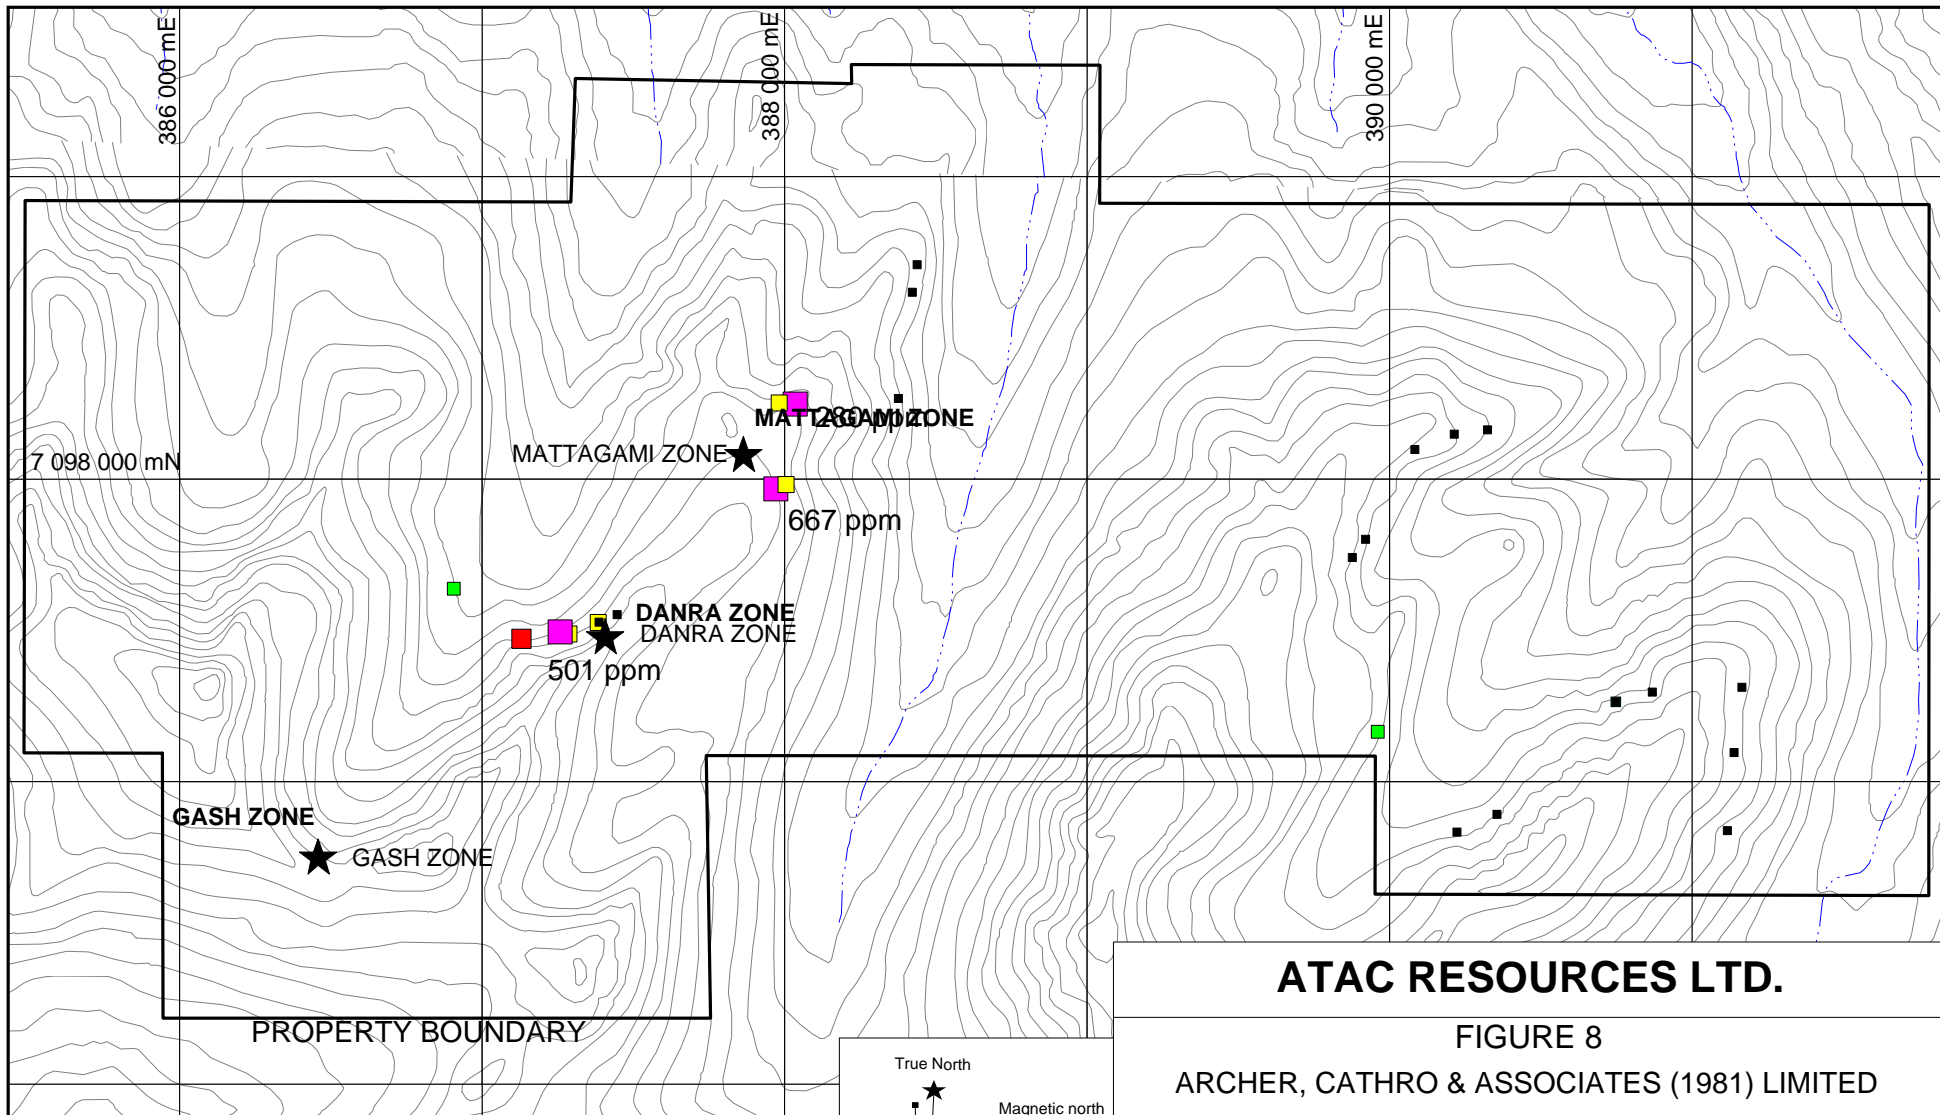 386 000 mE
388 000 mE
390 000 mE
MATTAGAMI ZONE
280 ppm
MATTAGAMI ZONE
7 098 000 mN
667 ppm
DANRA ZONE
DANRA ZONE
501 ppm
GASH ZONE
GASH ZONE
PROPERTY BOUNDARY
ATAC RESOURCES LTD.
FIGURE 8
ARCHER, CATHRO & ASSOCIATES (1981) LIMITED
True North
Magnetic north